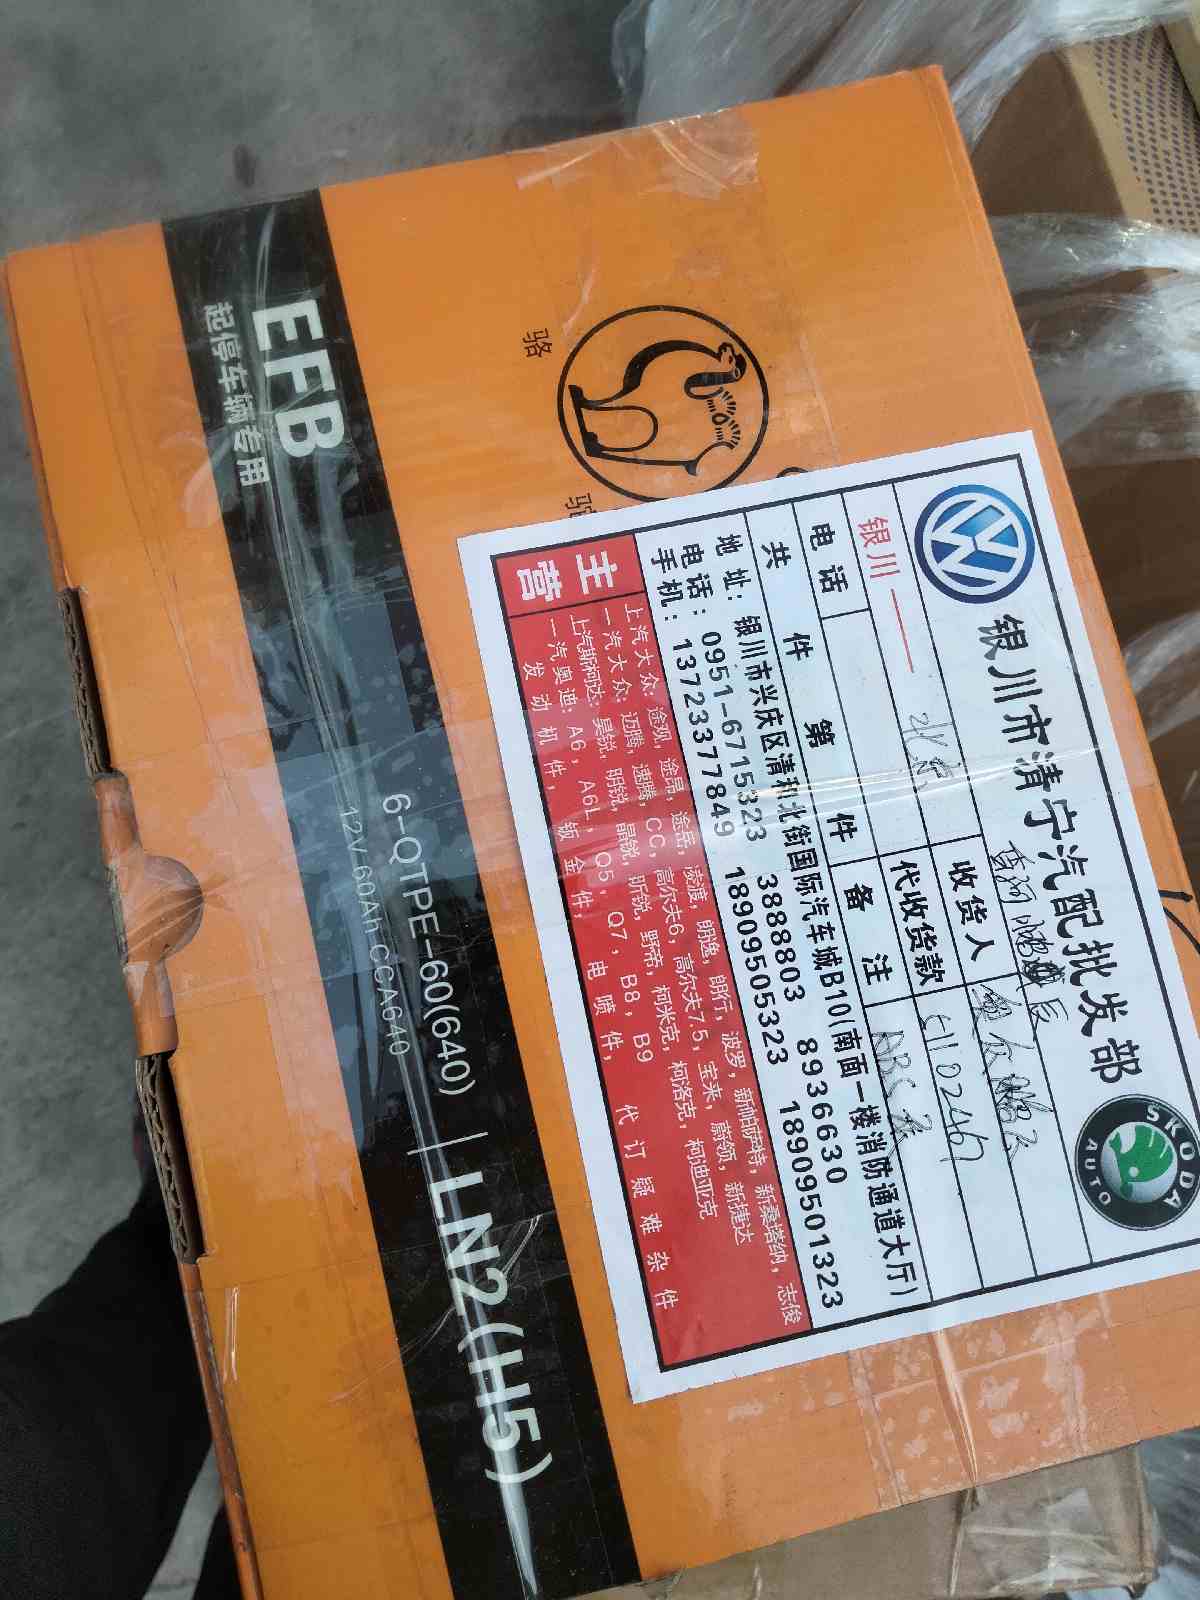 EFB
起停车辆专用
骆
驼
6-QTPE-60(640)
12V 60Ah CCA640
LN2(H5)
银川市清宁汽配批发部
SKODA
AUTO
银川
收货人
电话
代收货款
共 件 第 件
备注
地址：银川市兴庆区清和北街国际汽车城B10(南面一楼消防通道大厅)
电话：0951-6715323 3888803 8936630
手机：13723377849 18909505323 18909501323
主营
上汽大众：途观，途昂，途岳，凌渡，朗逸，朗行，波罗，新帕萨特，新桑塔纳，志俊
一汽大众：迈腾，速腾，CC，高尔夫6，高尔夫7.5，宝来，蔚领，新捷达
上汽斯柯达：昊锐，明锐，晶锐，昕锐，野帝，柯米克，柯洛克，柯迪亚克
一汽奥迪：A6，A6L，Q5，Q7，B8，B9
发动机件，钣金件，电喷件，代订疑难杂件